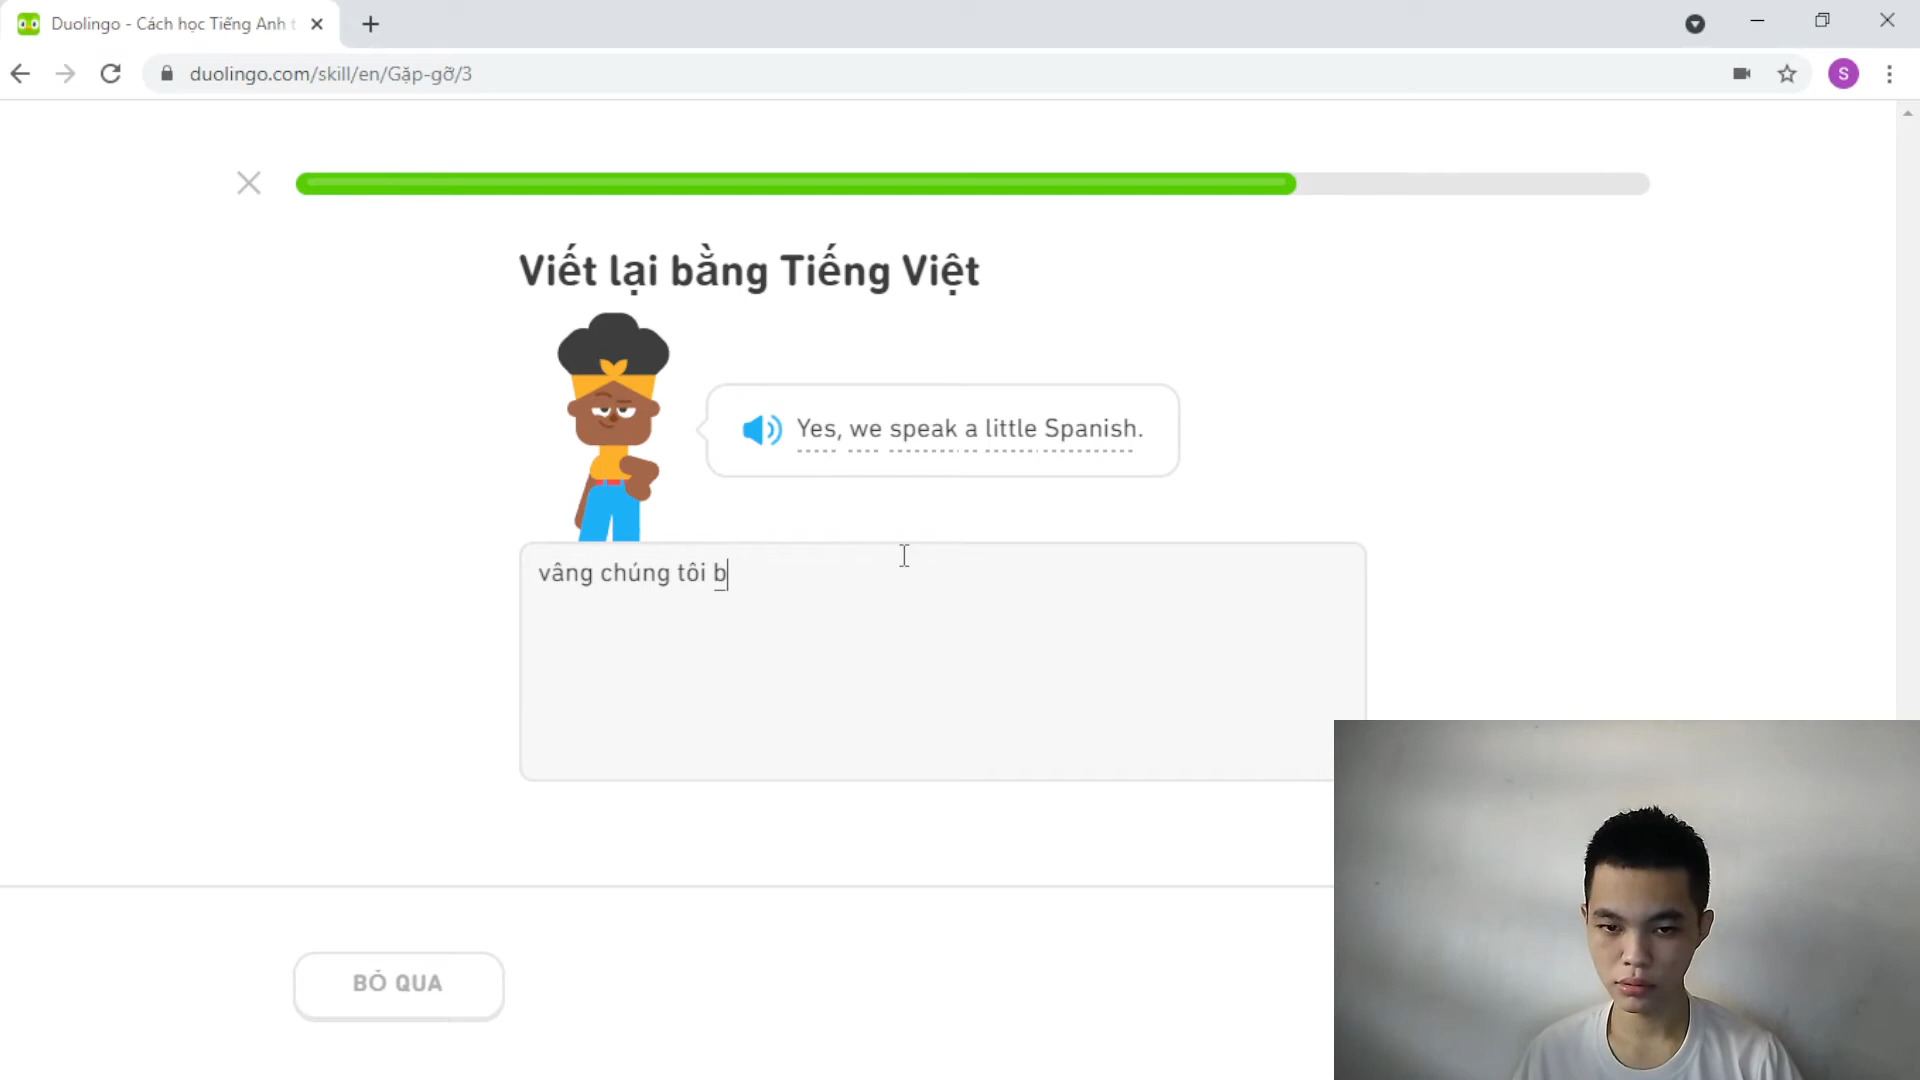 Duolingo - Cách học Tiếng Anh t
duolingo.com/skill/en/Gặp-gỡ/3
S
Viết lại bằng Tiếng Việt
Yes, we speak a little Spanish.
vâng chúng tôi b
BỎ QUA